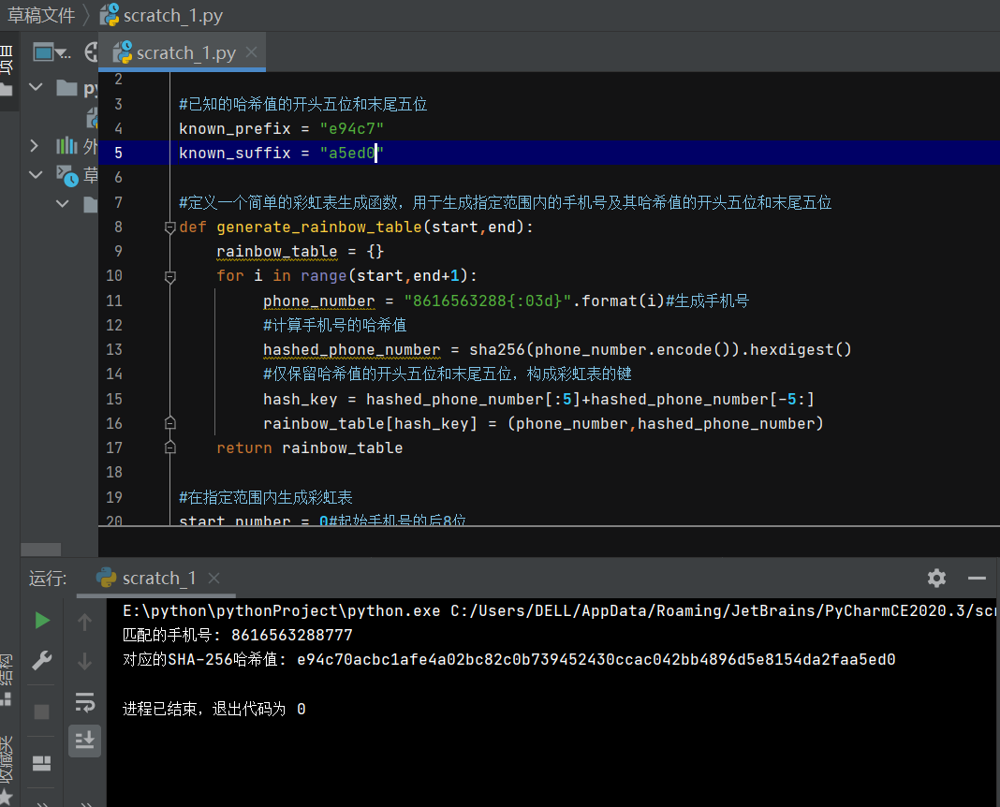 草稿文件 scratch_1.py
项目
scratch_1.py
2
3 #已知的哈希值的开头五位和末尾五位
4 known_prefix = "e94c7"
5 known_suffix = "a5ed0"
6
7 #定义一个简单的彩虹表生成函数，用于生成指定范围内的手机号及其哈希值的开头五位和末尾五位
8 def generate_rainbow_table(start,end):
9 rainbow_table = {}
10 for i in range(start,end+1):
11 phone_number = "8616563288{:03d}".format(i)#生成手机号
12 #计算手机号的哈希值
13 hashed_phone_number = sha256(phone_number.encode()).hexdigest()
14 #仅保留哈希值的开头五位和末尾五位，构成彩虹表的键
15 hash_key = hashed_phone_number[:5]+hashed_phone_number[-5:]
16 rainbow_table[hash_key] = (phone_number,hashed_phone_number)
17 return rainbow_table
18
19 #在指定范围内生成彩虹表
20 start_number = 0#起始手机号的后8位
py
外
草
运行: scratch_1
E:\python\pythonProject\python.exe C:/Users/DELL/AppData/Roaming/JetBrains/PyCharmCE2020.3/scr
匹配的手机号: 8616563288777
对应的SHA-256哈希值: e94c70acbc1afe4a02bc82c0b739452430ccac042bb4896d5e8154da2faa5ed0
进程已结束，退出代码为 0
结构
收藏夹